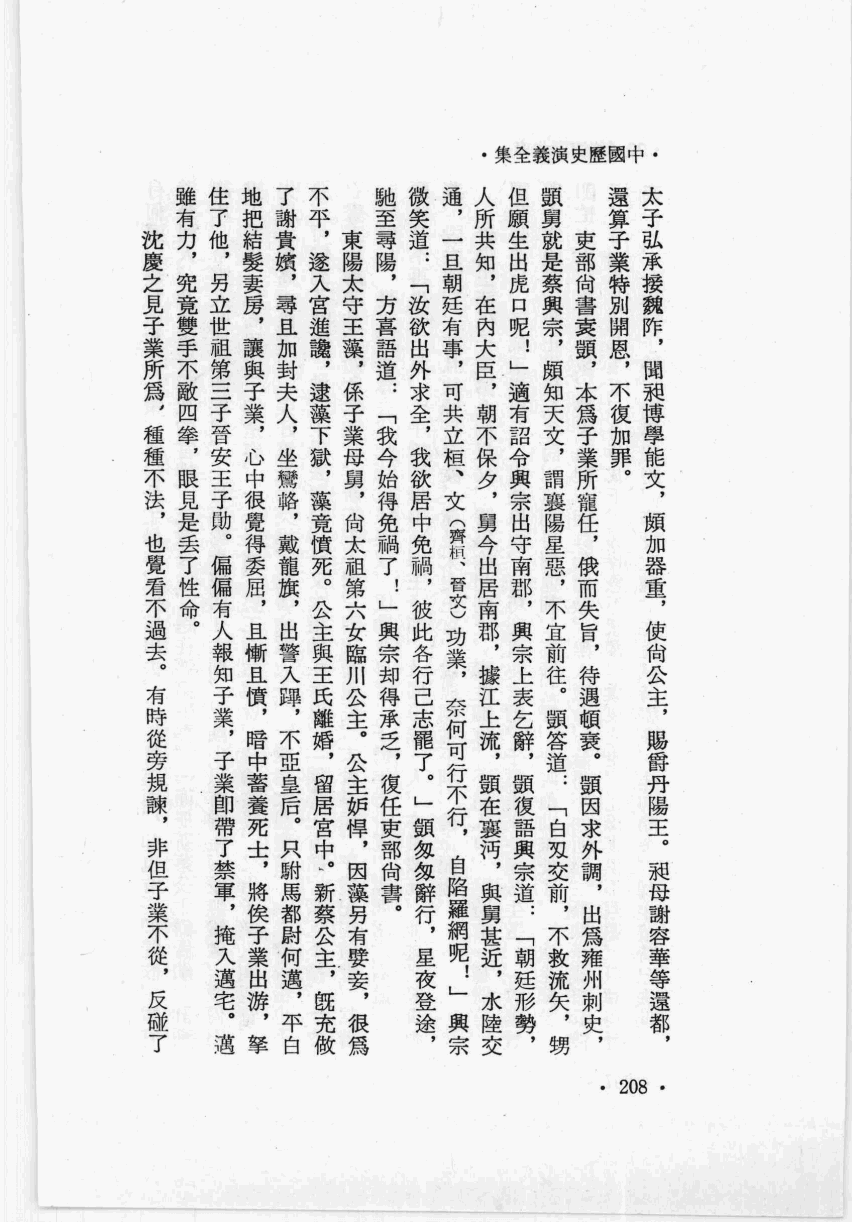 ·中國歷史演義全集·
太子弘承接魏阼，聞昶博學能文，頗加器重，使尙公主，賜爵丹陽王。昶母謝容華等還都，
還算子業特別開恩，不復加罪。
吏部尙書袁顗，本爲子業所寵任，俄而失旨，待遇頓衰。顗因求外調，出爲雍州刺史，
顗舅就是蔡興宗，頗知天文，謂襄陽星惡，不宜前往。顗答道：「白刄交前，不救流矢，甥
但願生出虎口呢！」適有詔令興宗出守南郡，興宗上表乞辭，顗復語興宗道：「朝廷形勢，
人所共知，在內大臣，朝不保夕，舅今出居南郡，據江上流，顗在襄沔，與舅甚近，水陸交
通，一旦朝廷有事，可共立桓、文（齊桓、晉文）功業，奈何可行不行，自陷羅網呢！」興宗
微笑道：「汝欲出外求全，我欲居中免禍，彼此各行己志罷了。」顗匆匆辭行，星夜登途，
馳至尋陽，方喜語道：「我今始得免禍了！」興宗却得承乏，復任吏部尙書。
東陽太守王藻，係子業母舅，尙太祖第六女臨川公主。公主妒悍，因藻另有嬖妾，很爲
不平，遂入宮進讒，逮藻下獄，藻竟憤死。公主與王氏離婚，留居宮中。新蔡公主，旣充做
了謝貴嬪，尋且加封夫人，坐鸞輅，戴龍旗，出警入蹕，不亞皇后。只駙馬都尉何邁，平白
地把結髮妻房，讓與子業，心中很覺得委屈，且慚且憤，暗中蓄養死士，將俟子業出游，拏
住了他，另立世祖第三子晉安王子勛。偏偏有人報知子業，子業卽帶了禁軍，掩入邁宅。邁
雖有力，究竟雙手不敵四拳，眼見是丢了性命。
沈慶之見子業所爲，種種不法，也覺看不過去。有時從旁規諫，非但子業不從，反碰了
·208·